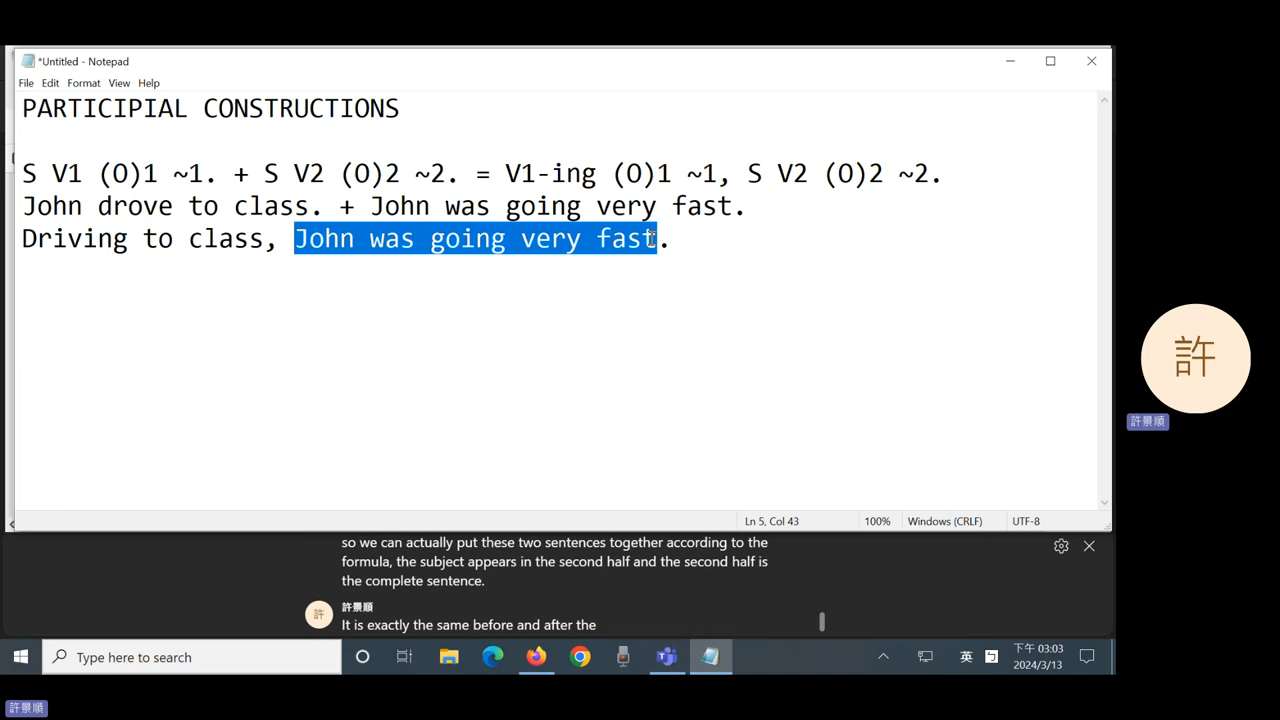 *Untitled - Notepad
File Edit Format View Help
PARTICIPIAL CONSTRUCTIONS
S V1 (O)1 ~1. + S V2 (O)2 ~2. = V1-ing (O)1 ~1, S V2 (O)2 ~2.
John drove to class. + John was going very fast.
Driving to class, John was going very fast.
許
許景順
Ln 5, Col 43 100% Windows (CRLF) UTF-8
so we can actually put these two sentences together according to the
formula, the subject appears in the second half and the second half is
the complete sentence.
許
許景順
It is exactly the same before and after the
Type here to search
英
下午 03:03
2024/3/13
許景順